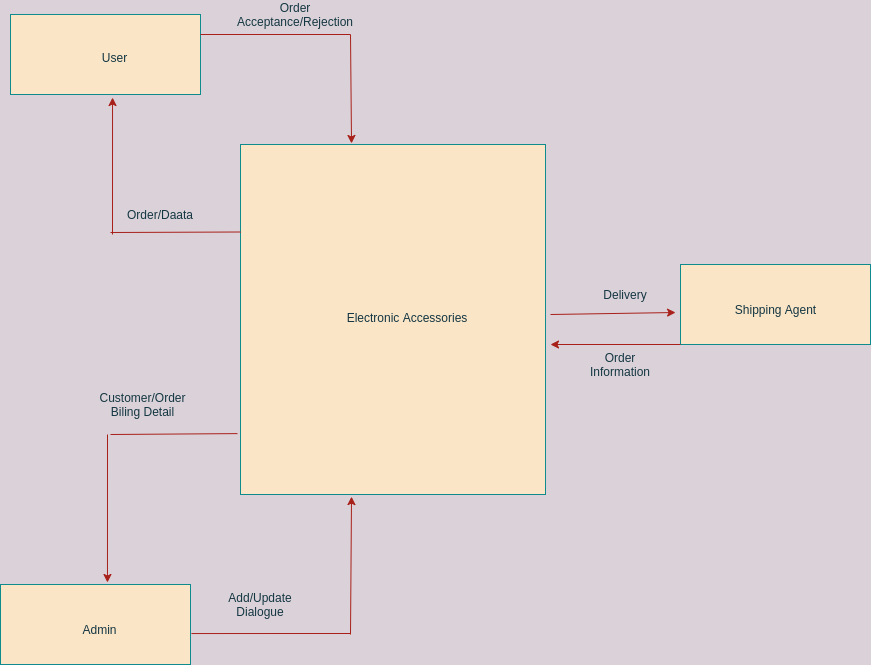 Order
Acceptance/Rejection
User
Order/Daata
Electronic Accessories
Delivery
Shipping Agent
Order
Information
Customer/Order
Biling Detail
Add/Update
Dialogue
Admin